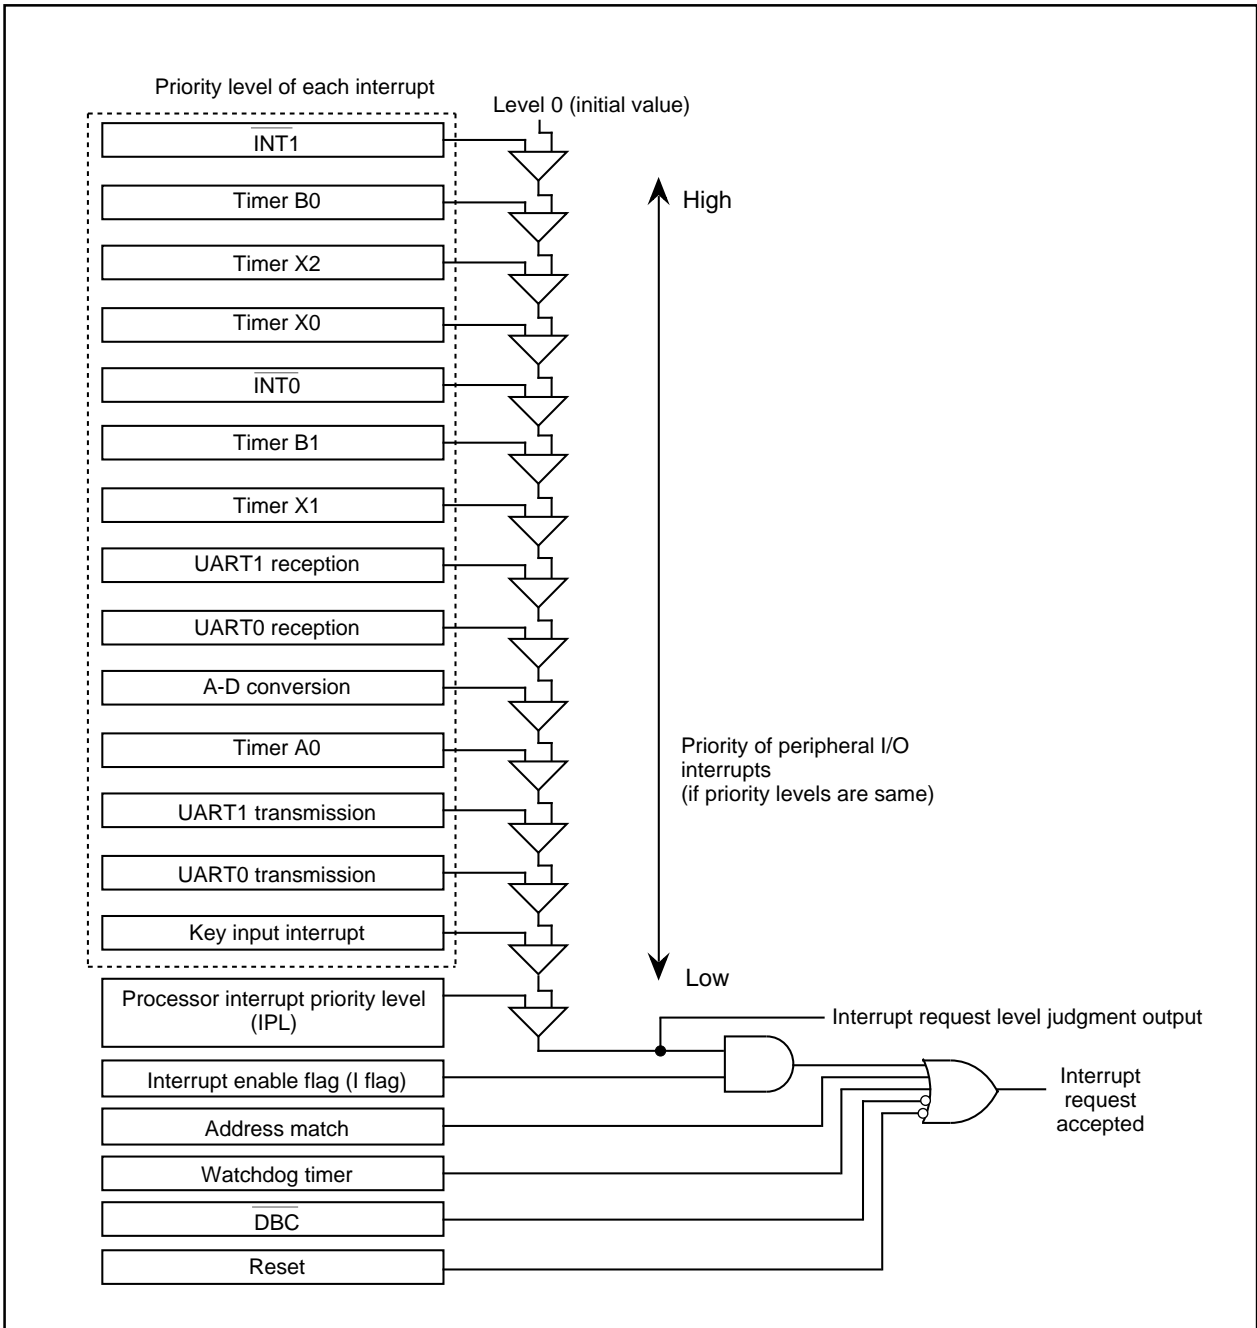 Priority level of each interrupt
Level 0 (initial value)
I̅N̅T̅1̅
Timer B0
High
Timer X2
Timer X0
I̅N̅T̅0̅
Timer B1
Timer X1
UART1 reception
UART0 reception
A-D conversion
Timer A0
Priority of peripheral I/O
interrupts
(if priority levels are same)
UART1 transmission
UART0 transmission
Key input interrupt
Low
Processor interrupt priority level
(IPL)
Interrupt request level judgment output
Interrupt enable flag (I flag)
Interrupt
request
accepted
Address match
Watchdog timer
D̅B̅C̅
Reset